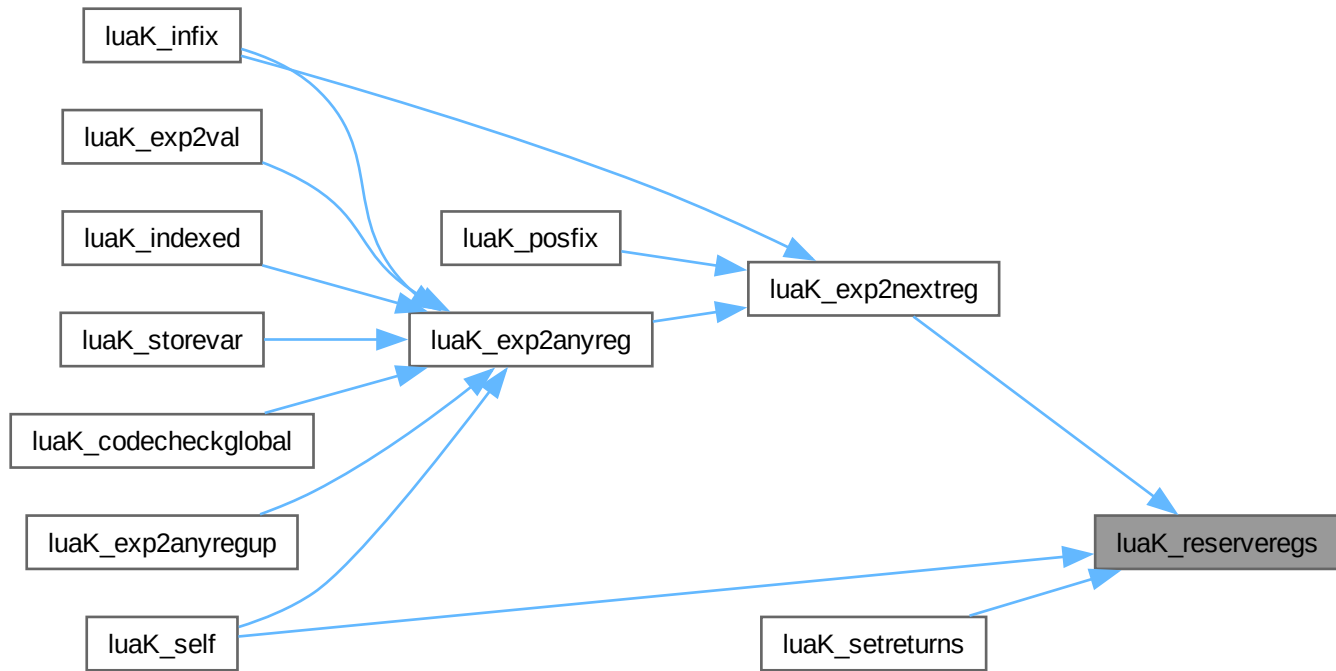 luaK_infix
luaK_exp2val
luaK_indexed
luaK_posfix
luaK_exp2nextreg
luaK_storevar
luaK_exp2anyreg
luaK_codecheckglobal
luaK_exp2anyregup
luaK_reserveregs
luaK_self
luaK_setreturns